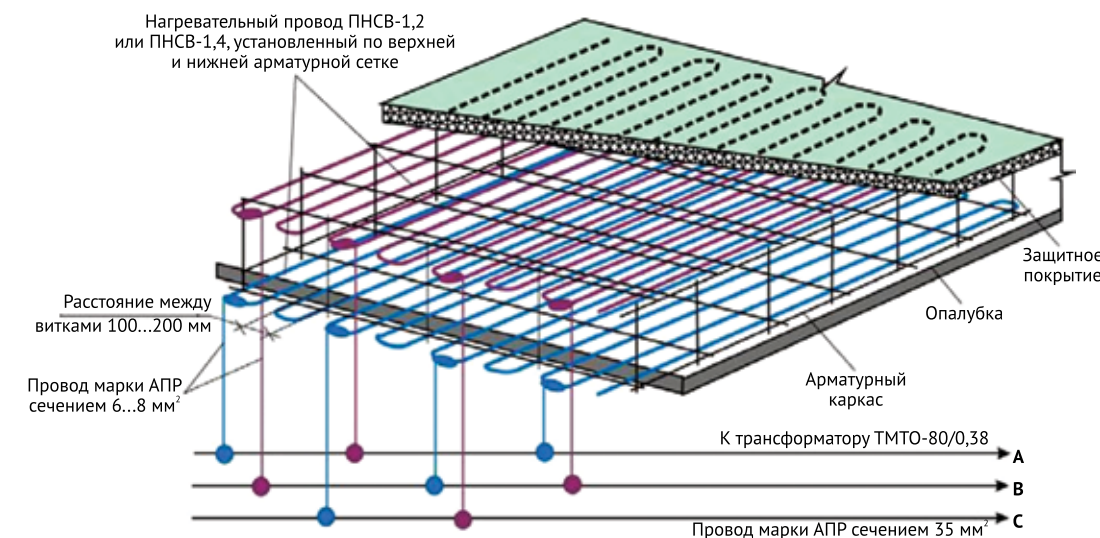 Нагревательный провод ПНСВ-1,2
или ПНСВ-1,4, установленный по верхней
и нижней арматурной сетке
Защитное
покрытие
Расстояние между
витками 100...200 мм
Опалубка
Провод марки АПР
сечением 6...8 мм²
Арматурный
каркас
К трансформатору ТМТО-80/0,38
А
В
С
Провод марки АПР сечением 35 мм²